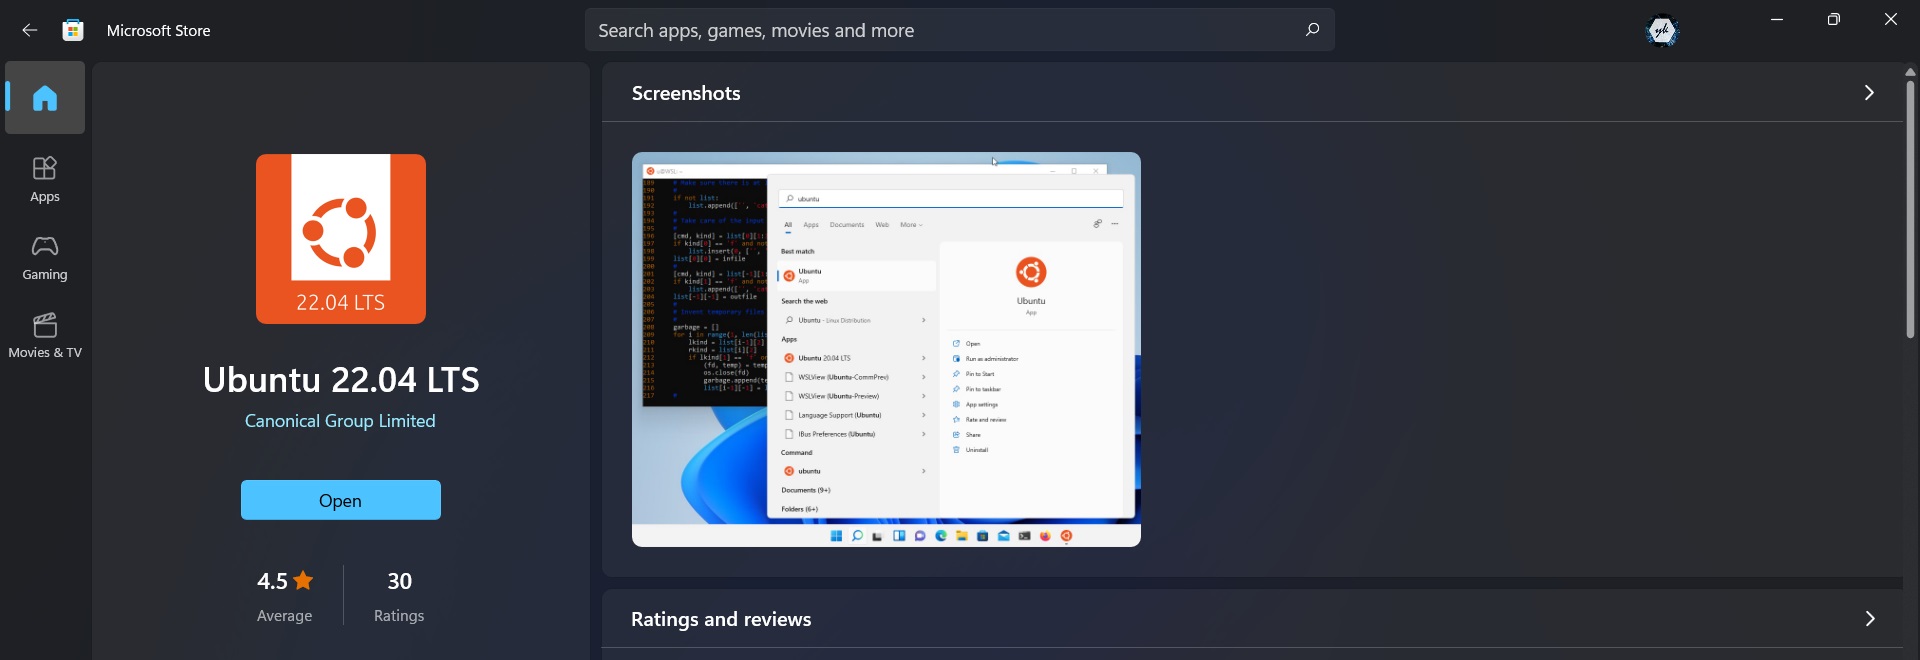 Microsoft Store
Search apps, games, movies and more
yk
Apps
Gaming
Movies & TV
22.04 LTS
Ubuntu 22.04 LTS
Canonical Group Limited
Open
4.5
Average
30
Ratings
Screenshots
ubuntu
All Apps Documents Web More
Best match
Ubuntu
App
Search the web
Ubuntu - Linux Distribution
Apps
Ubuntu 20.04 LTS
WSLView (Ubuntu-CommPrev)
WSLView (Ubuntu-Preview)
Language Support (Ubuntu)
IBus Preferences (Ubuntu)
Command
ubuntu
Documents (9+)
Folders (6+)
Ubuntu
App
Open
Run as administrator
Pin to Start
Pin to taskbar
App settings
Rate and review
Share
Uninstall
Ratings and reviews